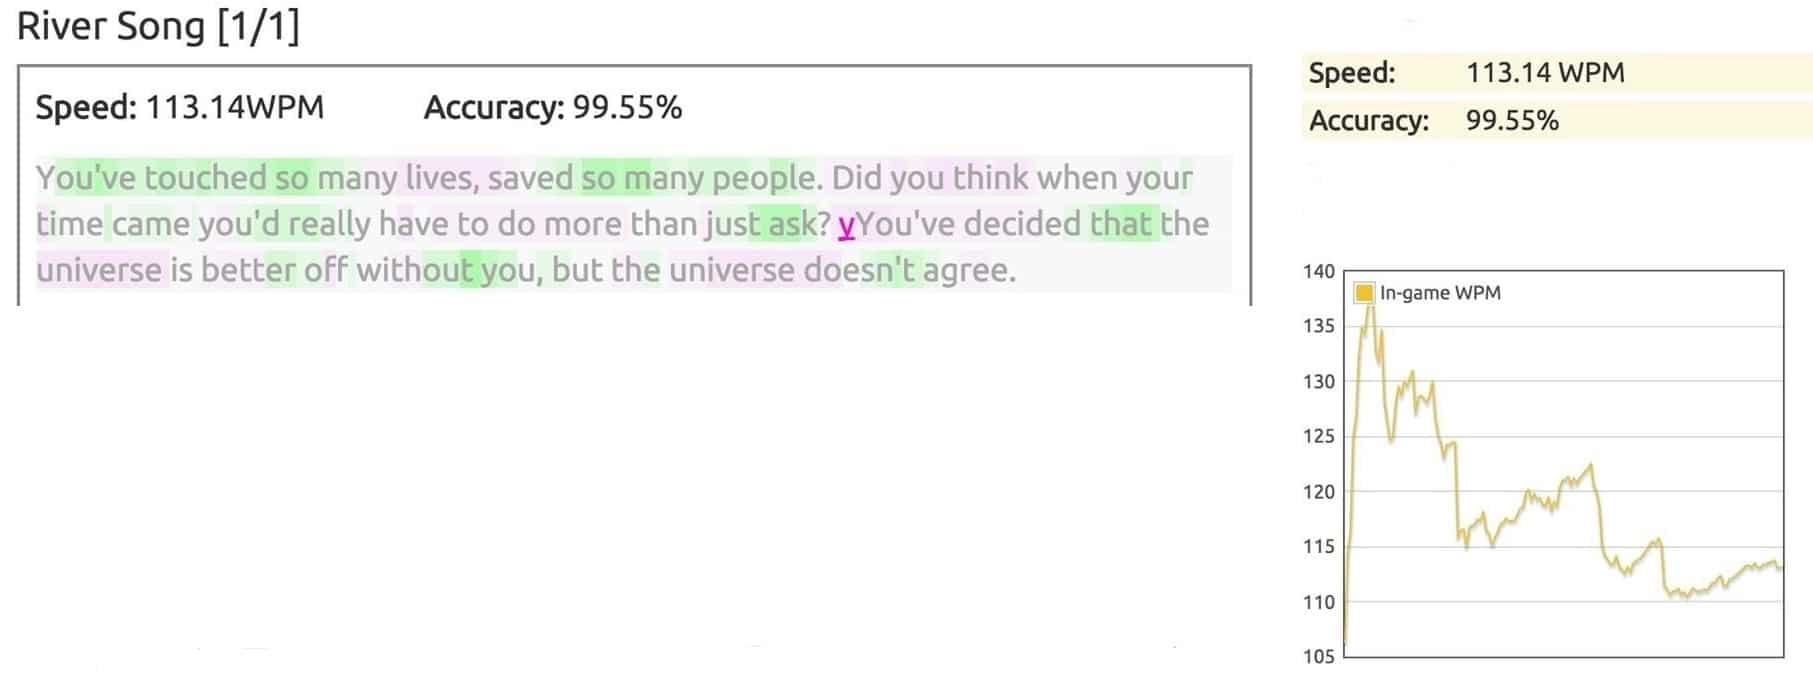 River Song [1/1]
Speed: 113.14WPM Accuracy: 99.55%
You've touched so many lives, saved so many people. Did you think when your
time came you'd really have to do more than just ask? yYou've decided that the
universe is better off without you, but the universe doesn't agree.
Speed: 113.14 WPM
Accuracy: 99.55%
In-game WPM
140
135
130
125
120
115
110
105